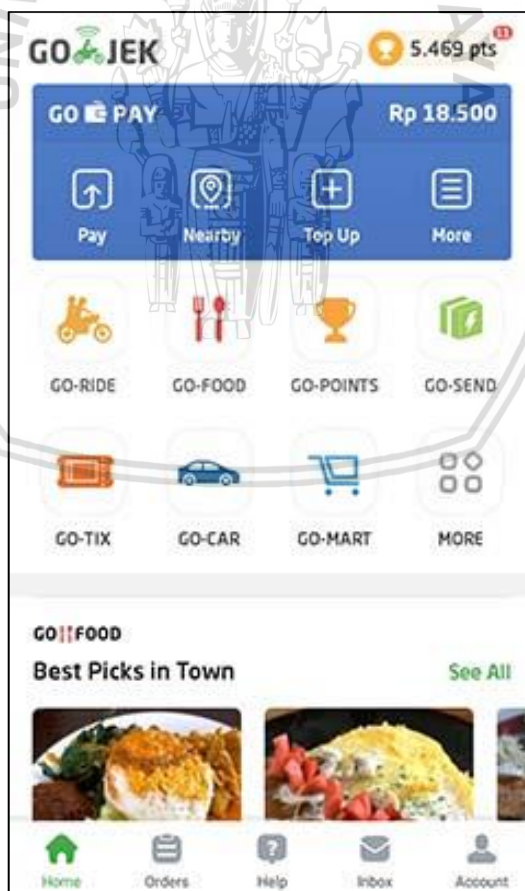 GO JEK
5.469 pts
11
GO PAY
Rp 18.500
Pay
Nearby
Top Up
More
GO-RIDE
GO-FOOD
GO-POINTS
GO-SEND
GO-TIX
GO-CAR
GO-MART
MORE
GO FOOD
Best Picks in Town
See All
Home
Orders
Help
Inbox
Account